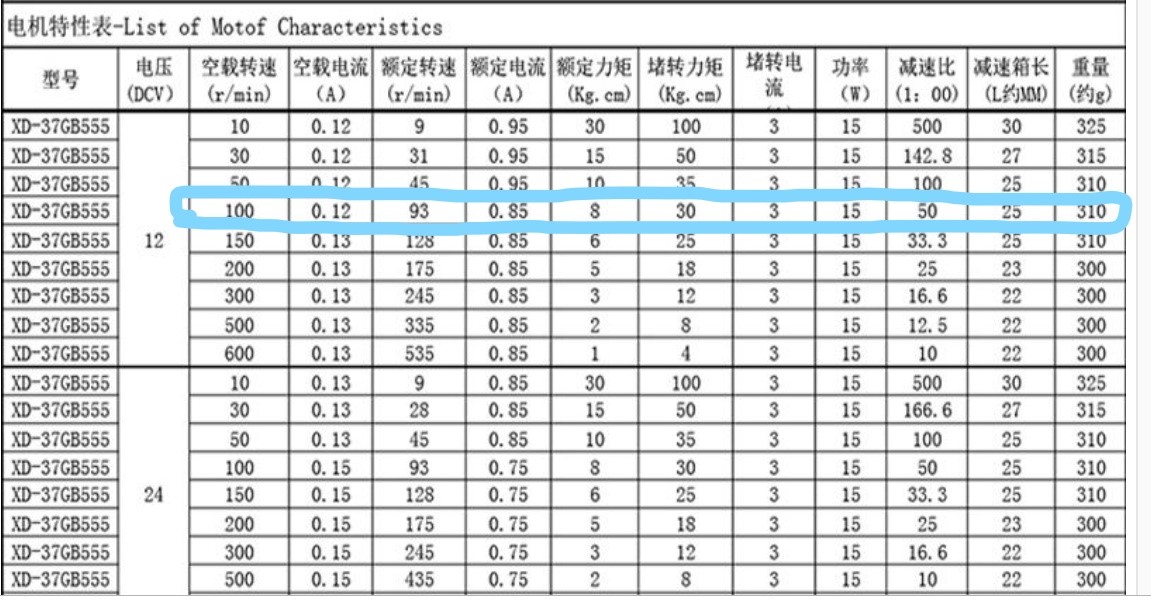 电机特性表-List of Motof Characteristics
型号 电压(DCV) 空载转速(r/min) 空载电流(A) 额定转速(r/min) 额定电流(A) 额定力矩(Kg.cm) 堵转力矩(Kg.cm) 堵转电流 功率(W) 减速比(1: 00) 减速箱长(L约MM) 重量(约g)
XD-37GB555 10 0.12 9 0.95 30 100 3 15 500 30 325
XD-37GB555 30 0.12 31 0.95 15 50 3 15 142.8 27 315
XD-37GB555 50 0.12 45 0.95 10 35 3 15 100 25 310
XD-37GB555 100 0.12 93 0.85 8 30 3 15 50 25 310
XD-37GB555 12 150 0.13 128 0.85 6 25 3 15 33.3 25 310
XD-37GB555 200 0.13 175 0.85 5 18 3 15 25 23 300
XD-37GB555 300 0.13 245 0.85 3 12 3 15 16.6 22 300
XD-37GB555 500 0.13 335 0.85 2 8 3 15 12.5 22 300
XD-37GB555 600 0.13 535 0.85 1 4 3 15 10 22 300
XD-37GB555 10 0.13 9 0.85 30 100 3 15 500 30 325
XD-37GB555 30 0.13 28 0.85 15 50 3 15 166.6 27 315
XD-37GB555 50 0.13 45 0.85 10 35 3 15 100 25 310
XD-37GB555 100 0.15 93 0.75 8 30 3 15 50 25 310
XD-37GB555 24 150 0.15 128 0.75 6 25 3 15 33.3 25 310
XD-37GB555 200 0.15 175 0.75 5 18 3 15 25 23 300
XD-37GB555 300 0.15 245 0.75 3 12 3 15 16.6 22 300
XD-37GB555 500 0.15 435 0.75 2 8 3 15 10 22 300